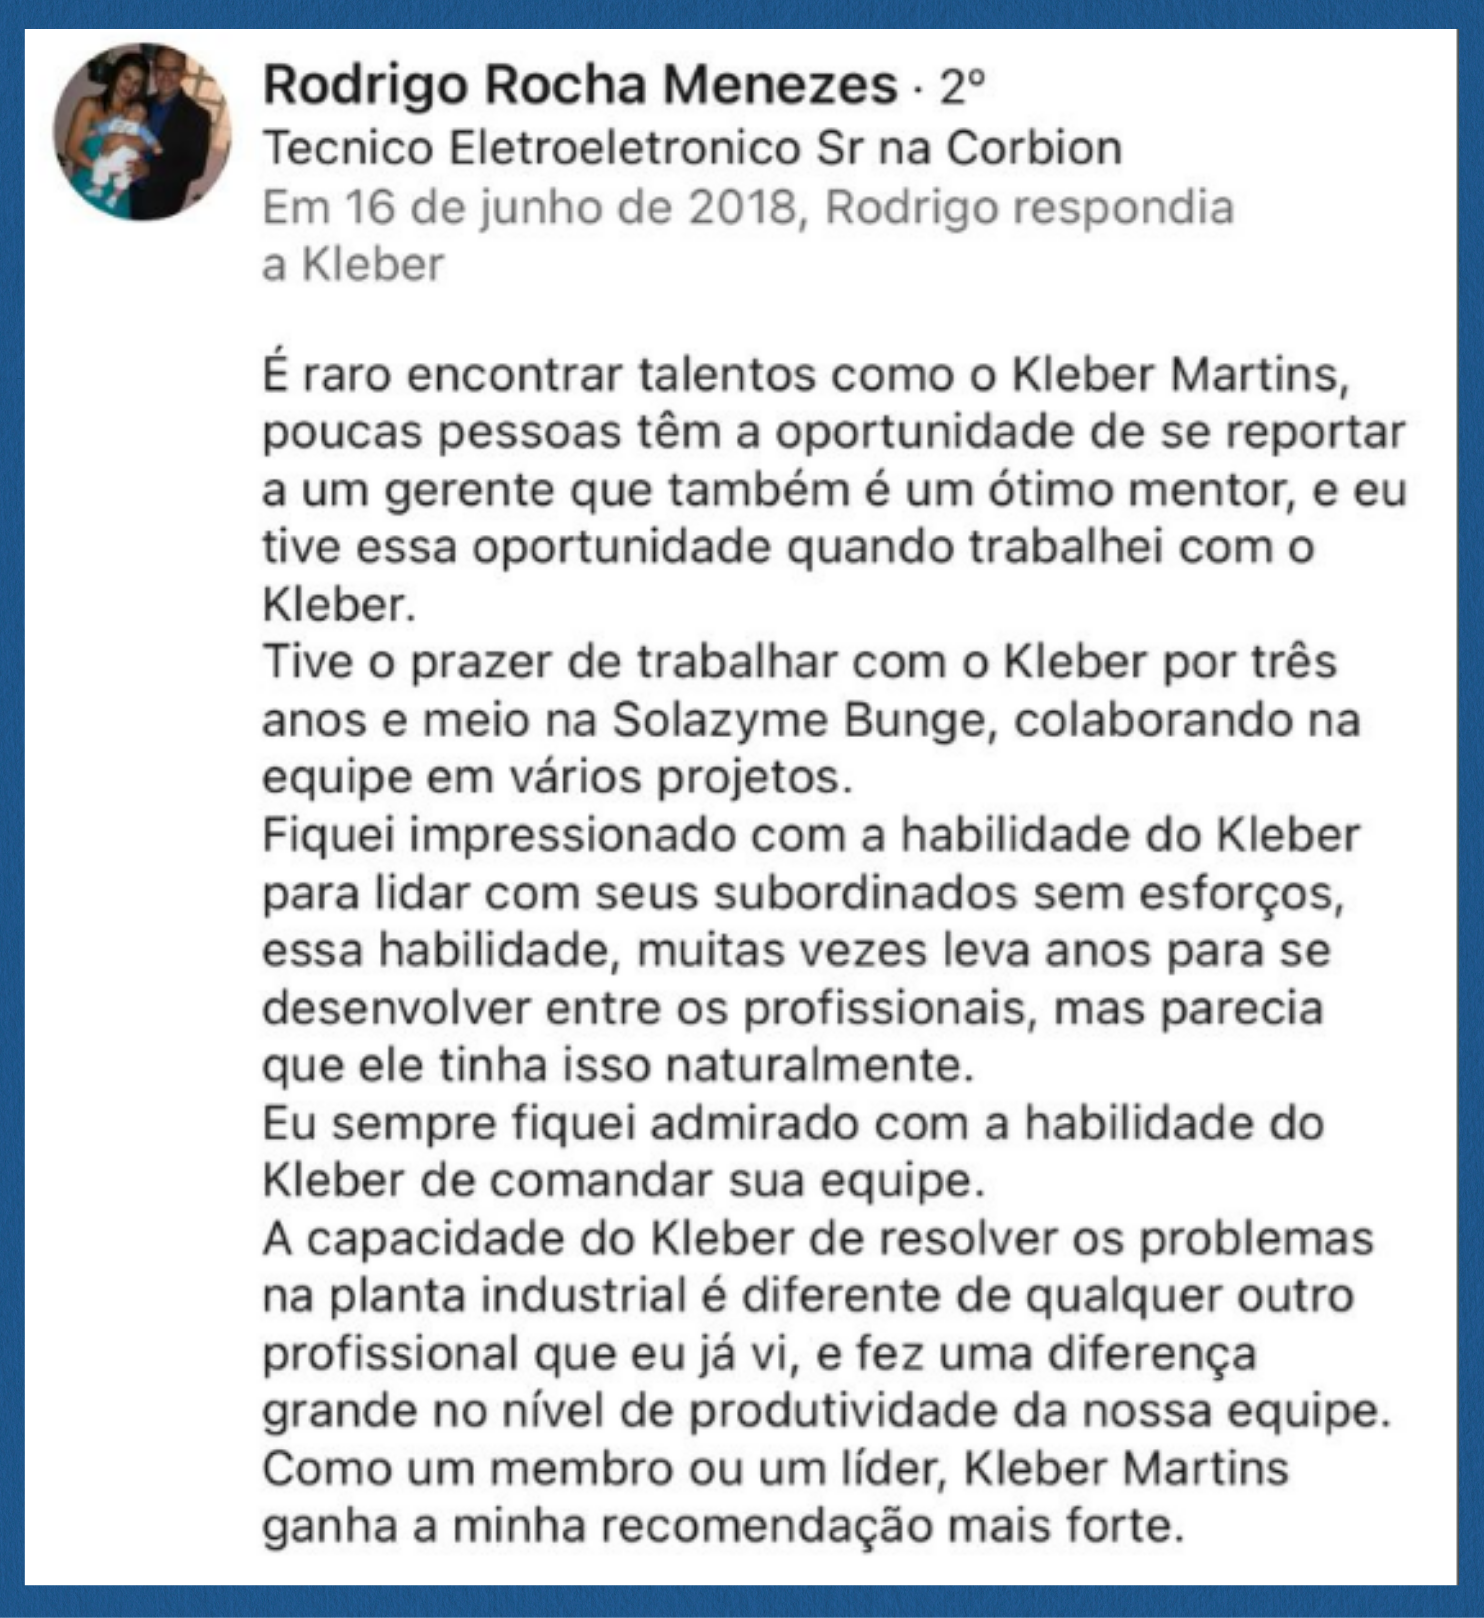 Rodrigo Rocha Menezes · 2º
Tecnico Eletroeletronico Sr na Corbion
Em 16 de junho de 2018, Rodrigo respondia
a Kleber
É raro encontrar talentos como o Kleber Martins,
poucas pessoas têm a oportunidade de se reportar
a um gerente que também é um ótimo mentor, e eu
tive essa oportunidade quando trabalhei com o
Kleber.
Tive o prazer de trabalhar com o Kleber por três
anos e meio na Solazyme Bunge, colaborando na
equipe em vários projetos.
Fiquei impressionado com a habilidade do Kleber
para lidar com seus subordinados sem esforços,
essa habilidade, muitas vezes leva anos para se
desenvolver entre os profissionais, mas parecia
que ele tinha isso naturalmente.
Eu sempre fiquei admirado com a habilidade do
Kleber de comandar sua equipe.
A capacidade do Kleber de resolver os problemas
na planta industrial é diferente de qualquer outro
profissional que eu já vi, e fez uma diferença
grande no nível de produtividade da nossa equipe.
Como um membro ou um líder, Kleber Martins
ganha a minha recomendação mais forte.